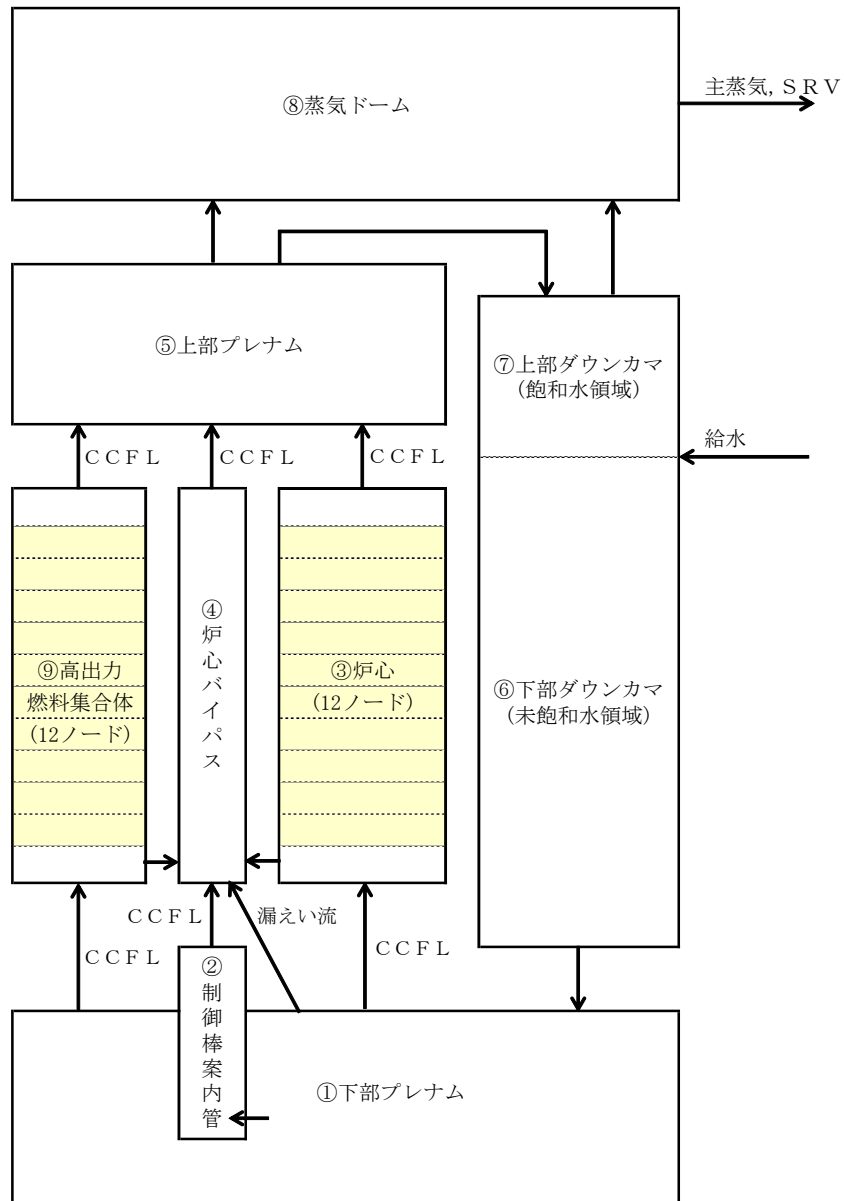 ⑧蒸気ドーム
主蒸気, ＳＲＶ
⑤上部プレナム
⑦上部ダウンカマ
(飽和水領域)
給水
ＣＣＦＬ
ＣＣＦＬ
ＣＣＦＬ
⑨高出力
燃料集合体
(12ノード)
④炉心バイパス
③炉心
(12ノード)
⑥下部ダウンカマ
(未飽和水領域)
ＣＣＦＬ
漏えい流
ＣＣＦＬ
ＣＣＦＬ
②制御棒案内管
①下部プレナム